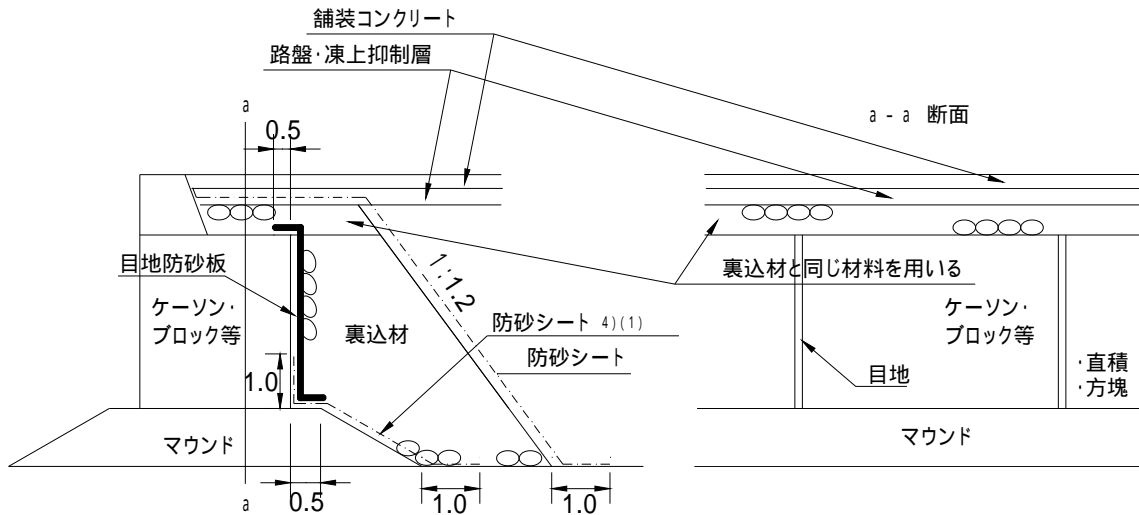 舗装コンクリート
路盤・凍上抑制層
a
a - a 断面
0.5
目地防砂板
裏込材と同じ材料を用いる
1:1.2
ケーソン・
ブロック等
裏込材
防砂シート 4)(1)
防砂シート
ケーソン・
ブロック等
1.0
目地
・直積
・方塊
マウンド
マウンド
a
0.5
1.0
1.0